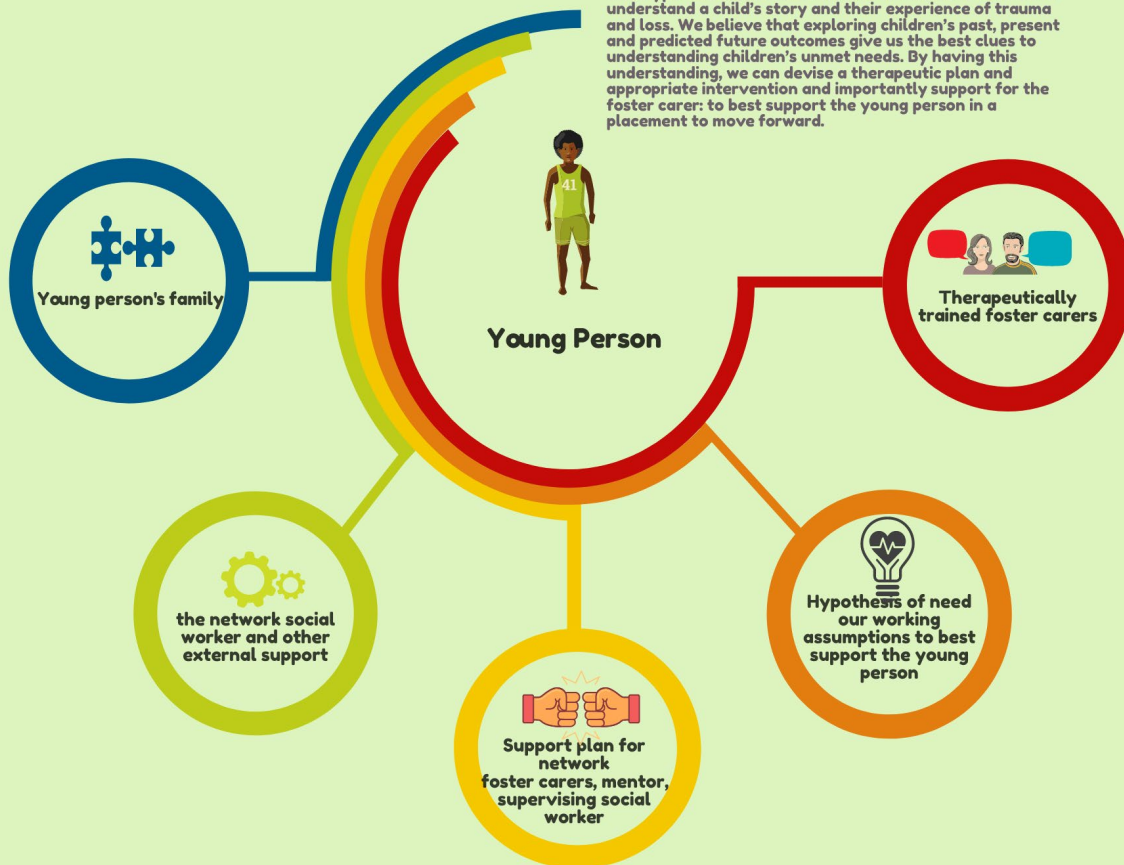 understand a child's story and their experience of trauma
and loss. We believe that exploring children's past, present
and predicted future outcomes give us the best clues to
understanding children's unmet needs. By having this
understanding, we can devise a therapeutic plan and
appropriate intervention and importantly support for the
foster carer: to best support the young person in a
placement to move forward.
41
Young person's family
Young Person
Therapeutically
trained foster carers
the network social
worker and other
external support
Hypothesis of need
our working
assumptions to best
support the young
person
Support plan for
network
foster carers, mentor,
supervising social
worker